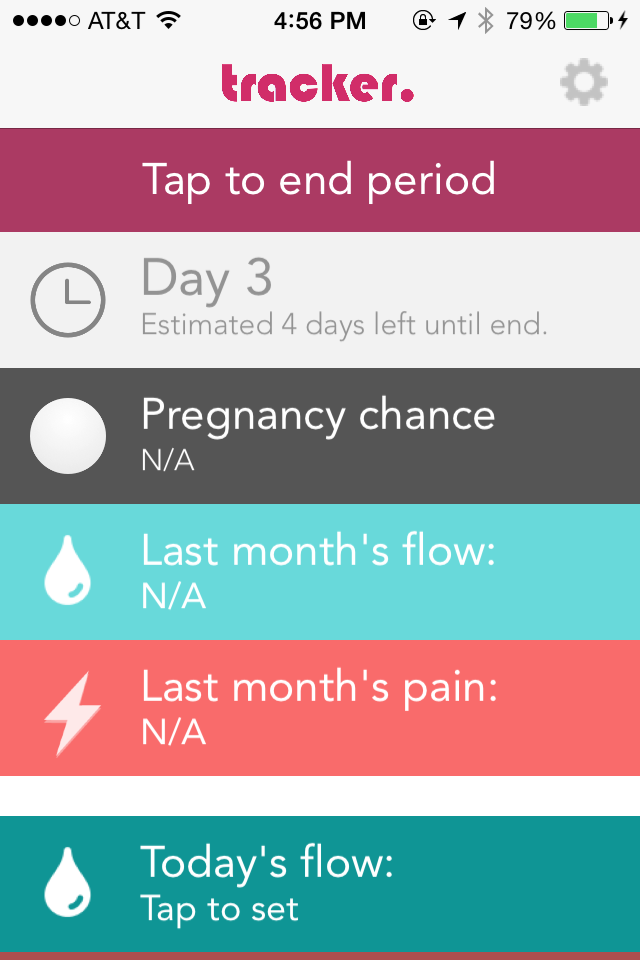 AT&T 4:56 PM 79%
tracker.
Tap to end period
Day 3
Estimated 4 days left until end.
Pregnancy chance
N/A
Last month's flow:
N/A
Last month's pain:
N/A
Today's flow:
Tap to set